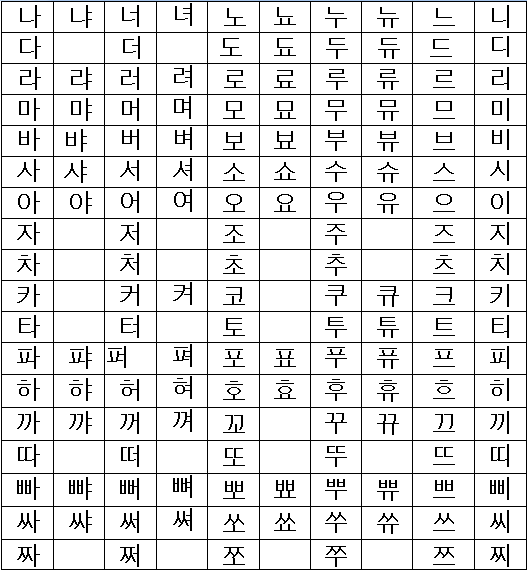 나 냐 너 녀 노 뇨 누 뉴 느 니
다 더 도 됴 두 듀 드 디
라 랴 러 려 로 료 루 류 르 리
마 먀 머 며 모 묘 무 뮤 므 미
바 뱌 버 벼 보 뵤 부 뷰 브 비
사 샤 서 셔 소 쇼 수 슈 스 시
아 야 어 여 오 요 우 유 으 이
자 저 조 주 즈 지
차 처 초 추 츠 치
카 커 켜 코 쿠 큐 크 키
타 터 토 투 튜 트 티
파 퍄 퍼 펴 포 표 푸 퓨 프 피
하 햐 허 혀 호 효 후 휴 흐 히
까 꺄 꺼 껴 꼬 꾸 뀨 끄 끼
따 떠 또 뚜 뜨 띠
빠 뺘 뻐 뼈 뽀 뾰 뿌 쀼 쁘 삐
싸 쌰 써 쎠 쏘 쑈 쑤 쓔 쓰 씨
짜 쩌 쪼 쭈 쯔 찌